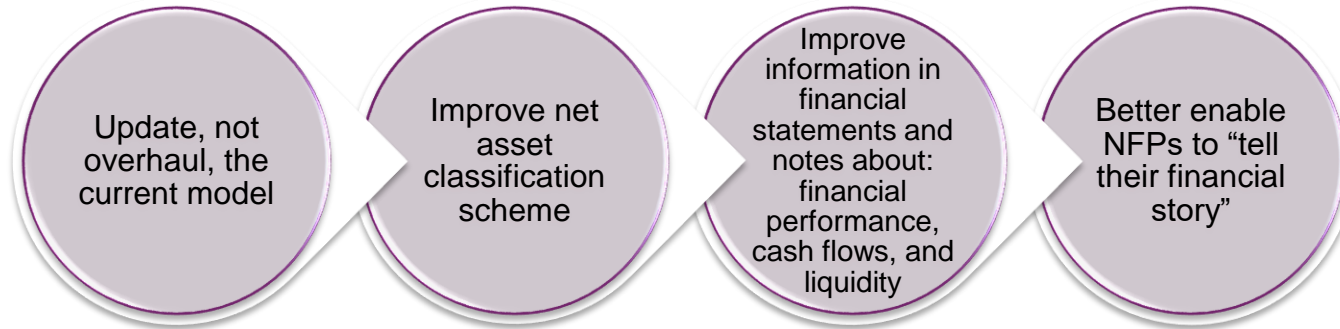 Update, not
overhaul, the
current model
Improve net
asset
classification
scheme
Improve
information in
financial
statements and
notes about:
financial
performance,
cash flows, and
liquidity
Better enable
NFPs to “tell
their financial
story”